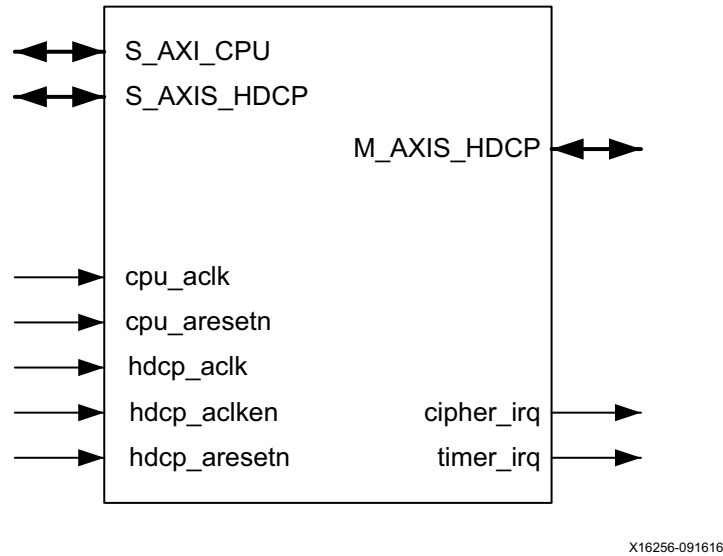 S_AXI_CPU
S_AXIS_HDCP
M_AXIS_HDCP
cpu_aclk
cpu_aresetn
hdcp_aclk
hdcp_aclken
cipher_irq
hdcp_aresetn
timer_irq
X16256-091616